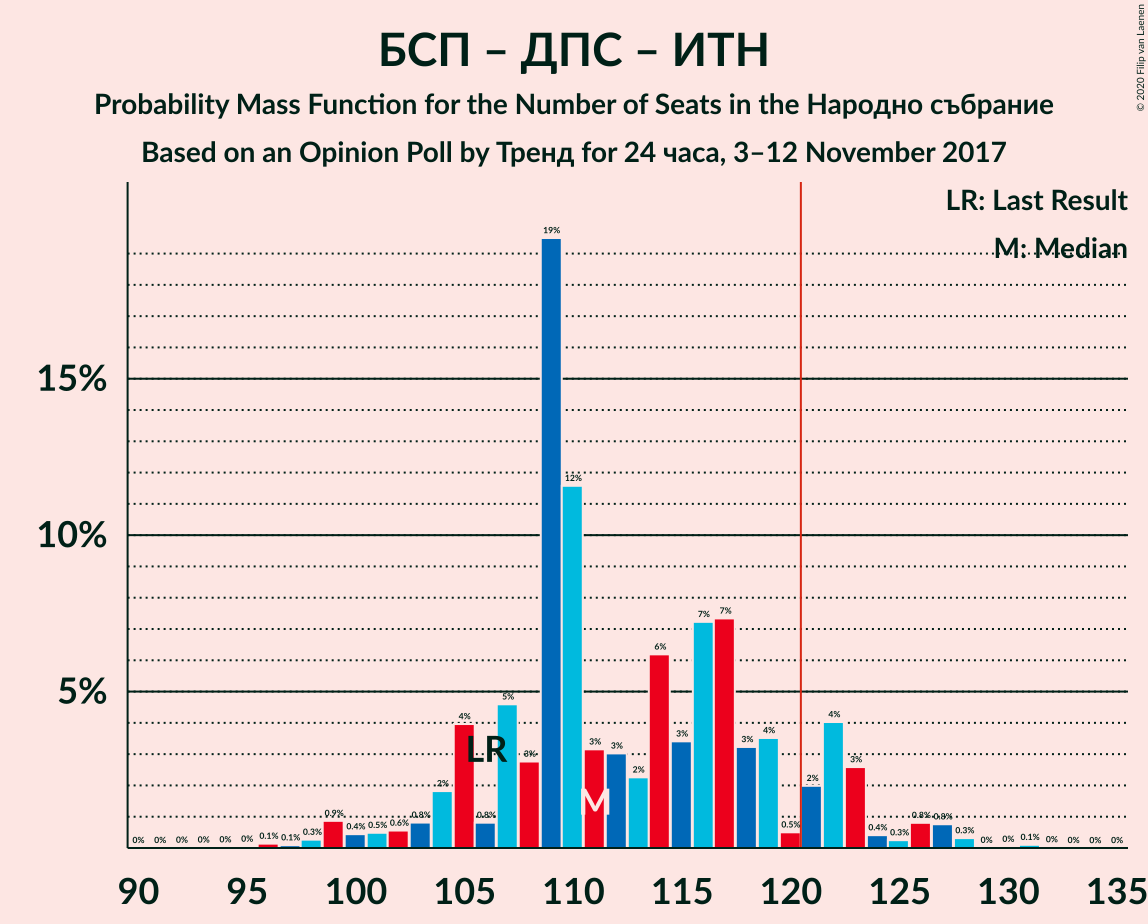 БСП – ДПС – ИТН
Probability Mass Function for the Number of Seats in the Народно събрание
Based on an Opinion Poll by Тренд for 24 часа, 3–12 November 2017
© 2020 Filip van Laenen
LR: Last Result
M: Median
15%
10%
5%
0% 0% 0% 0% 0% 0% 0.1% 0.1% 0.3% 0.9% 0.4% 0.5% 0.6% 0.8% 2% 4% 0.8% 5% 3% 19% 12% 3% 3% 2% 6% 3% 7% 7% 3% 4% 0.5% 2% 4% 3% 0.4% 0.3% 0.8% 0.8% 0.3% 0% 0% 0.1% 0% 0% 0% 0%
LR
M
90 95 100 105 110 115 120 125 130 135